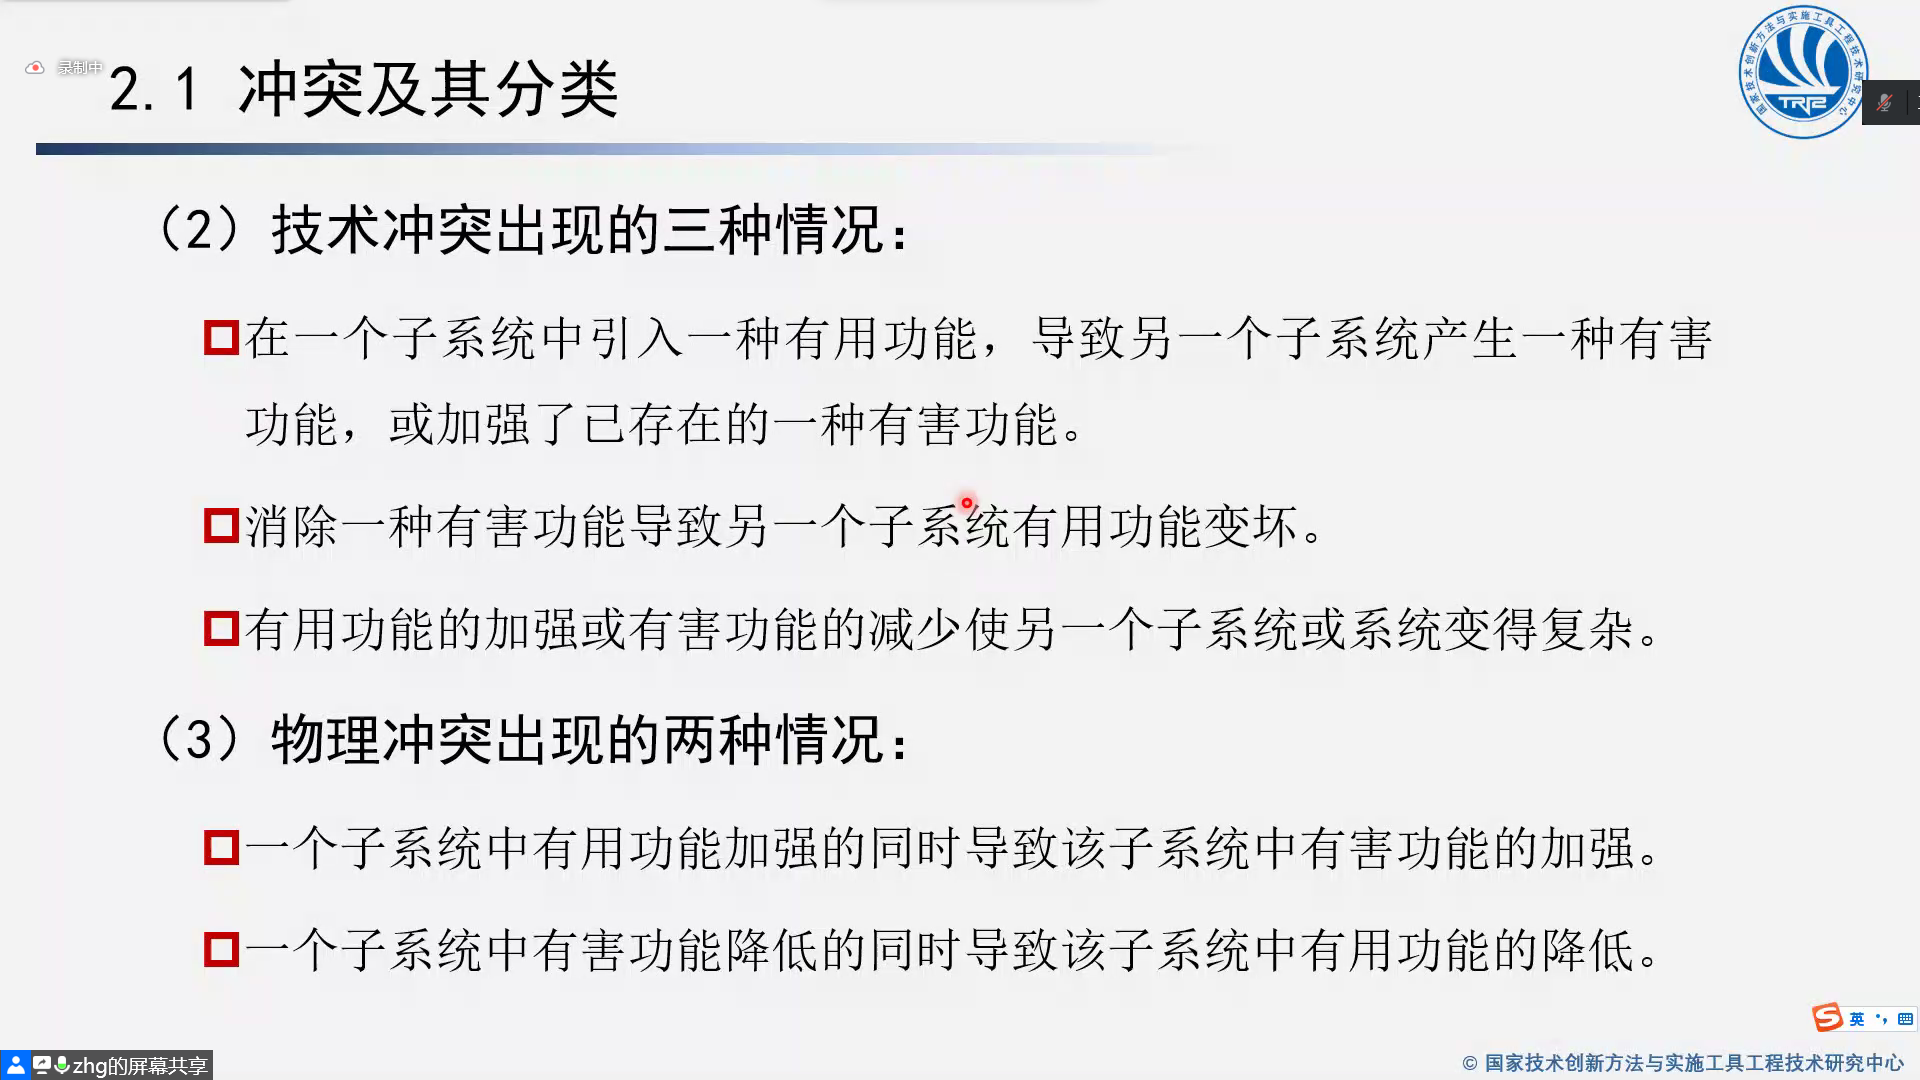 录制中
2.1 冲突及其分类
国家技术创新方法与实施工具工程技术研究中心
TRIZ
（2）技术冲突出现的三种情况：
在一个子系统中引入一种有用功能，导致另一个子系统产生一种有害
功能，或加强了已存在的一种有害功能。
消除一种有害功能导致另一个子系统有用功能变坏。
有用功能的加强或有害功能的减少使另一个子系统或系统变得复杂。
（3）物理冲突出现的两种情况：
一个子系统中有用功能加强的同时导致该子系统中有害功能的加强。
一个子系统中有害功能降低的同时导致该子系统中有用功能的降低。
英
zhg的屏幕共享
© 国家技术创新方法与实施工具工程技术研究中心